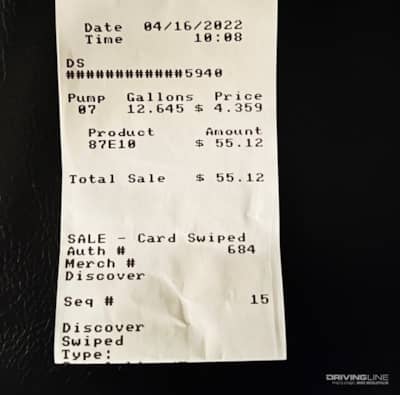 Date 04/16/2022
Time 10:08
DS
############5940
Pump Gallons Price
07 12.645 $ 4.359
Product Amount
87E10 $ 55.12
Total Sale $ 55.12
SALE - Card Swiped
Auth # 684
Merch #
Discover
Seq # 15
Discover
Swiped
Type:
DRIVINGLINE